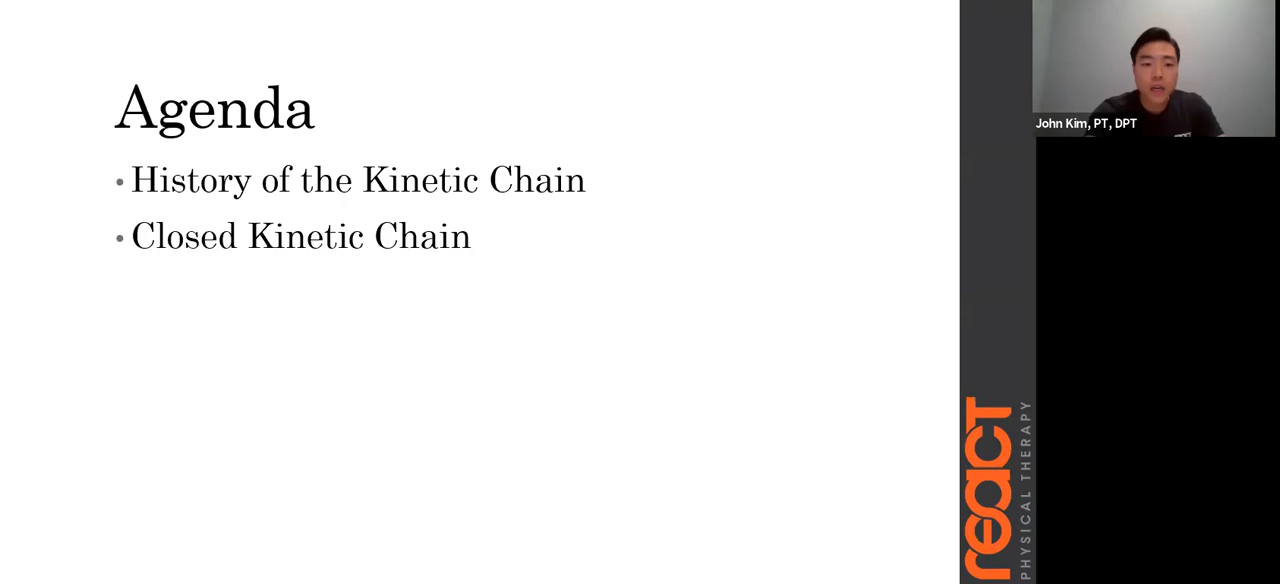 Agenda
• History of the Kinetic Chain
• Closed Kinetic Chain
John Kim, PT, DPT
react
PHYSICAL THERAPY